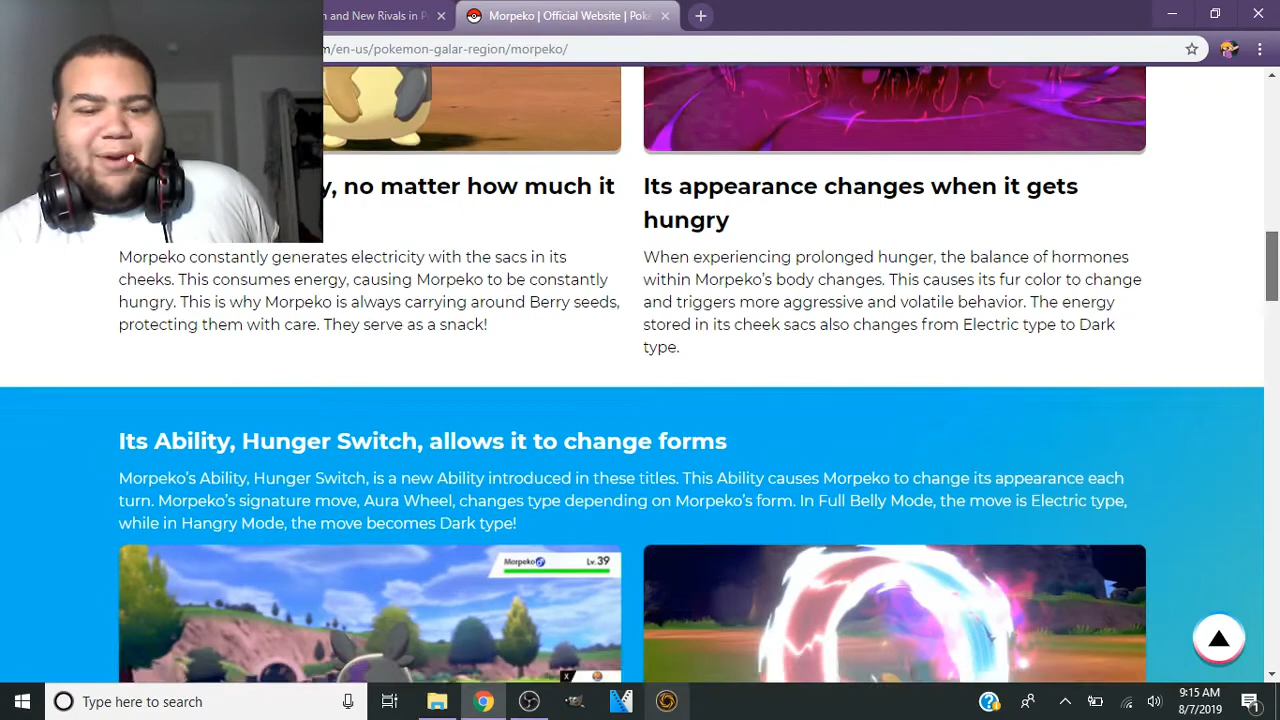 n and New Rivals in P
Morpeko | Official Website | Poké
m/en-us/pokemon-galar-region/morpeko/
y, no matter how much it
Its appearance changes when it gets
hungry
Morpeko constantly generates electricity with the sacs in its
cheeks. This consumes energy, causing Morpeko to be constantly
hungry. This is why Morpeko is always carrying around Berry seeds,
protecting them with care. They serve as a snack!
When experiencing prolonged hunger, the balance of hormones
within Morpeko's body changes. This causes its fur color to change
and triggers more aggressive and volatile behavior. The energy
stored in its cheek sacs also changes from Electric type to Dark
type.
Its Ability, Hunger Switch, allows it to change forms
Morpeko's Ability, Hunger Switch, is a new Ability introduced in these titles. This Ability causes Morpeko to change its appearance each
turn. Morpeko's signature move, Aura Wheel, changes type depending on Morpeko's form. In Full Belly Mode, the move is Electric type,
while in Hangry Mode, the move becomes Dark type!
Morpeko♂ Lv.39
X
Type here to search
9:15 AM
8/7/2019
1